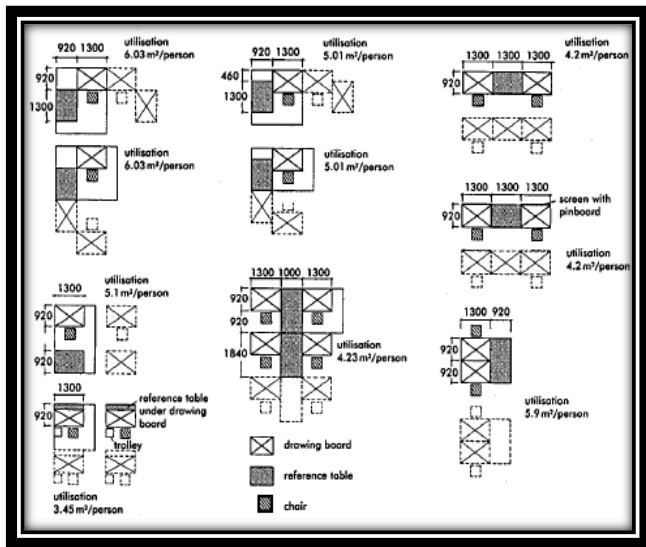 utilisation
6.03 m²/person
920 1300
920
1300
utilisation
6.03 m²/person
utilisation
5.01 m²/person
920 1300
460
1300
utilisation
5.01 m²/person
utilisation
4.2 m²/person
1300 1300 1300
920
1300 1300 1300
screen with
pinboard
920
utilisation
4.2 m²/person
utilisation
5.1 m²/person
1300
920
920
1300
920
reference table
under drawing
board
trolley
utilisation
3.45 m²/person
1300 1000 1300
920
920
1840
utilisation
4.23 m²/person
1300 920
920
920
utilisation
5.9 m²/person
drawing board
reference table
chair